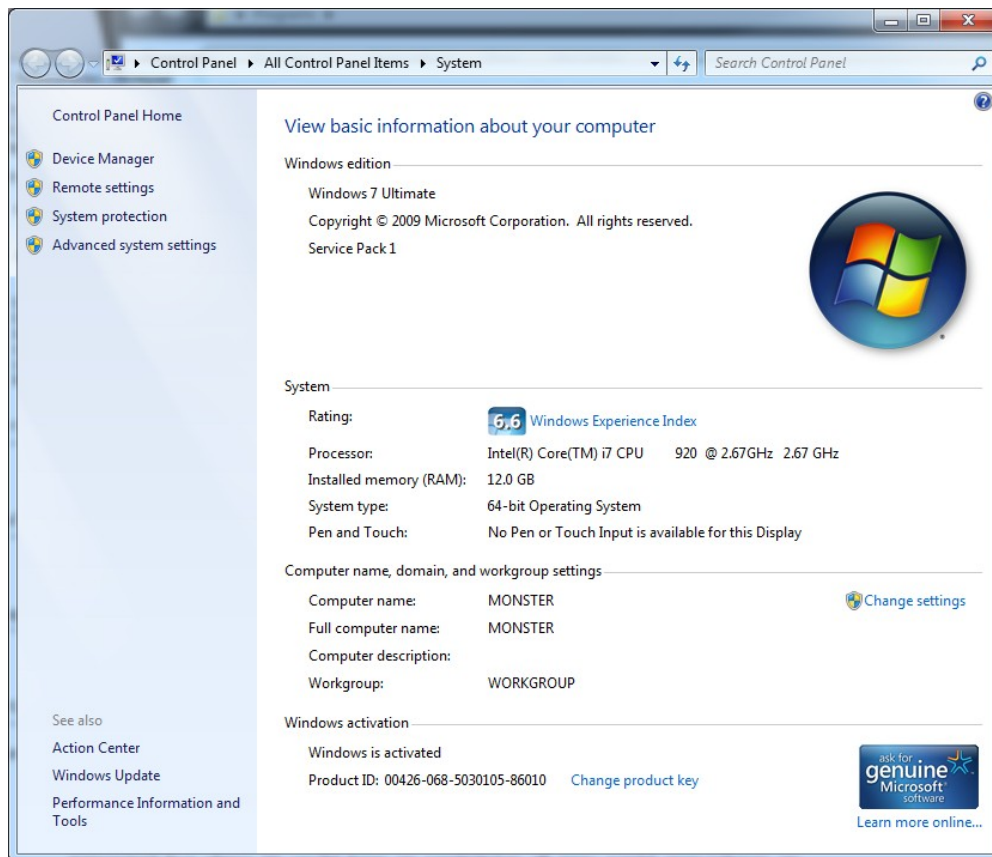 Control Panel ▸ All Control Panel Items ▸ System
Search Control Panel
Control Panel Home
Device Manager
Remote settings
System protection
Advanced system settings
See also
Action Center
Windows Update
Performance Information and
Tools
View basic information about your computer
Windows edition
Windows 7 Ultimate
Copyright © 2009 Microsoft Corporation. All rights reserved.
Service Pack 1
System
Rating: 6,6 Windows Experience Index
Processor: Intel(R) Core(TM) i7 CPU 920 @ 2.67GHz 2.67 GHz
Installed memory (RAM): 12.0 GB
System type: 64-bit Operating System
Pen and Touch: No Pen or Touch Input is available for this Display
Computer name, domain, and workgroup settings
Computer name: MONSTER
Change settings
Full computer name: MONSTER
Computer description:
Workgroup: WORKGROUP
Windows activation
Windows is activated
Product ID: 00426-068-5030105-86010 Change product key
ask for
genuine
Microsoft
software
Learn more online...